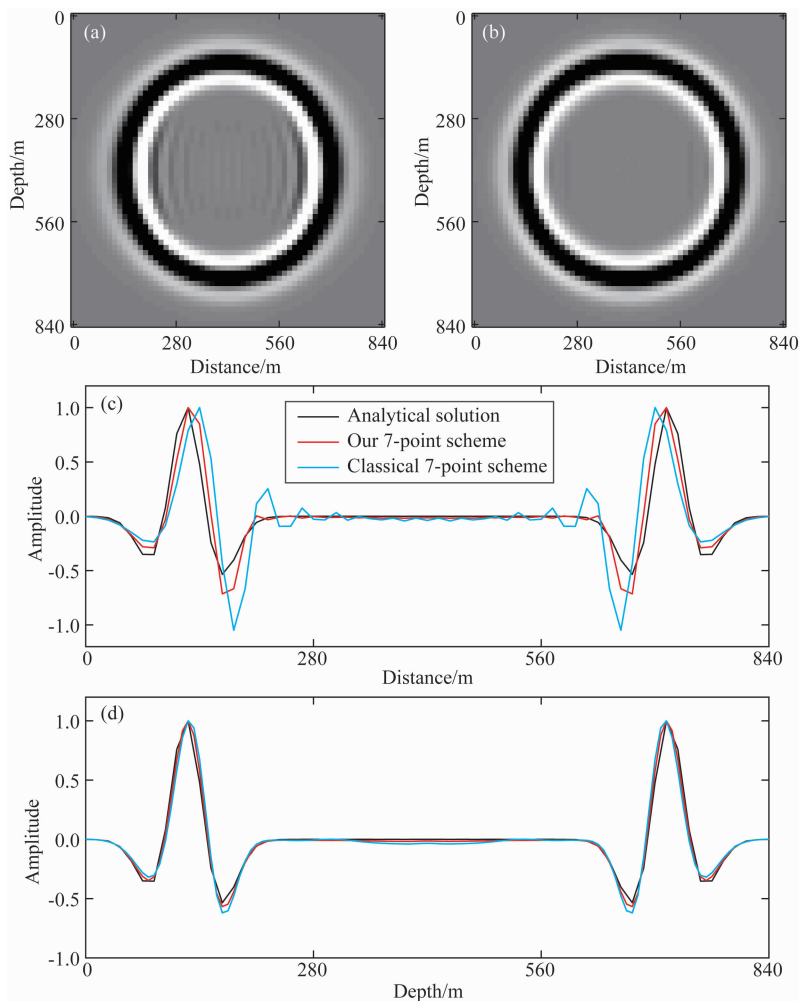 (a)
(b)
0
280
560
840
Depth/m
0
280
560
840
Distance/m
0
280
560
840
Depth/m
0
280
560
840
Distance/m
(c)
Analytical solution
Our 7-point scheme
Classical 7-point scheme
1.0
0.5
0.0
-0.5
-1.0
Amplitude
0
280
560
840
Distance/m
(d)
1.0
0.5
0.0
-0.5
-1.0
Amplitude
0
280
560
840
Depth/m